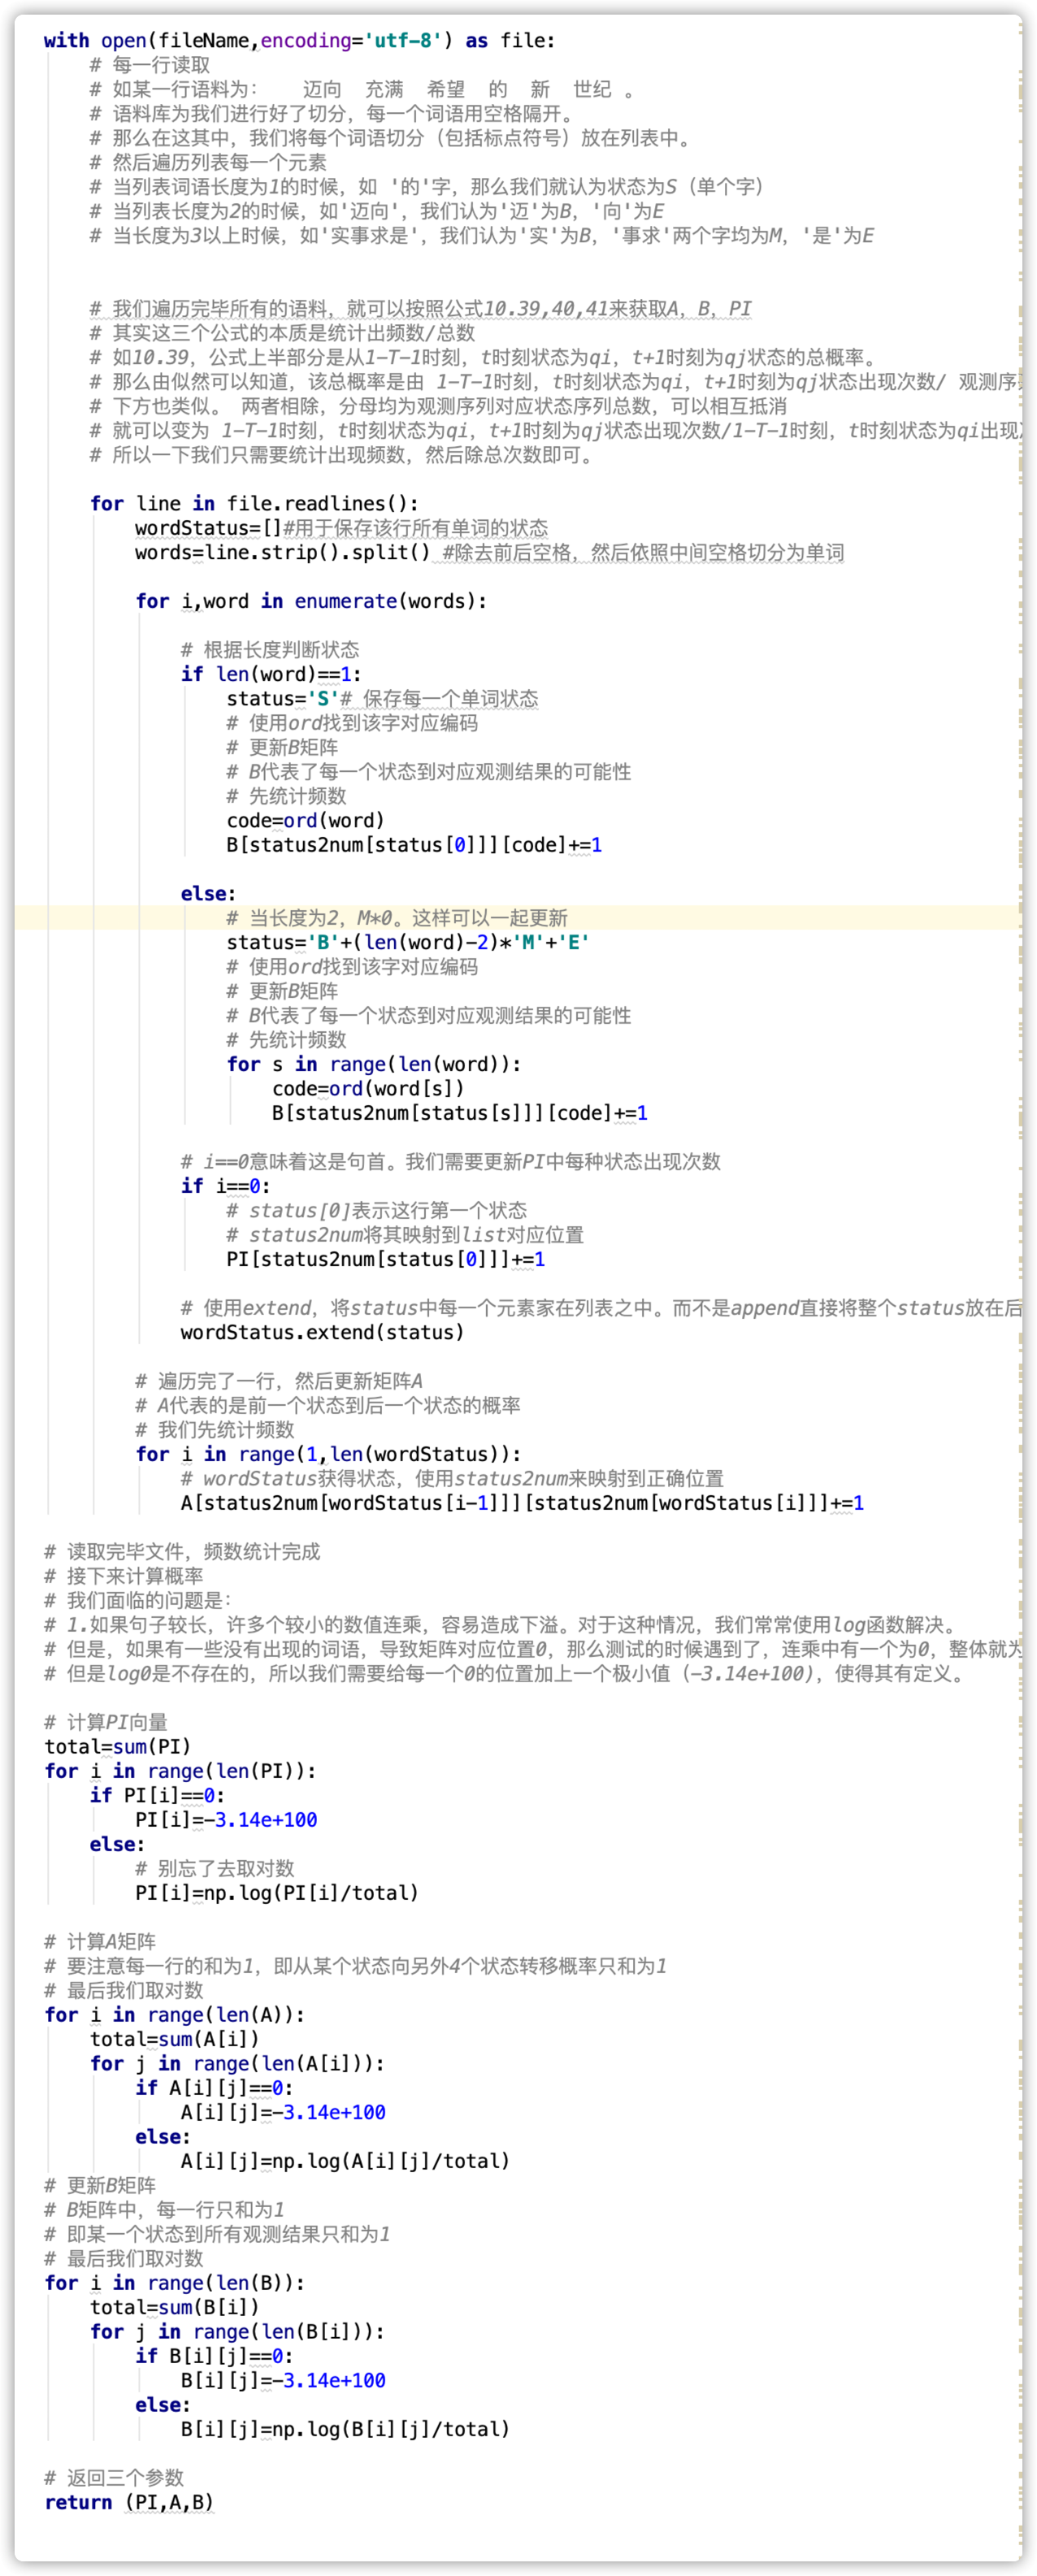 with open(fileName,encoding='utf-8') as file:
# 每一行读取
# 如某一行语料为：  迈向 充满 希望 的 新 世纪 。
# 语料库为我们进行好了切分，每一个词语用空格隔开。
# 那么在这其中，我们将每个词语切分（包括标点符号）放在列表中。
# 然后遍历列表每一个元素
# 当列表词语长度为1的时候，如 '的'字，那么我们就认为状态为S（单个字）
# 当列表长度为2的时候，如'迈向'，我们认为'迈'为B，'向'为E
# 当长度为3以上时候，如'实事求是'，我们认为'实'为B，'事求'两个字均为M，'是'为E
# 我们遍历完毕所有的语料，就可以按照公式10.39,40,41来获取A，B，PI
# 其实这三个公式的本质是统计出频数/总数
# 如10.39，公式上半部分是从1-T-1时刻，t时刻状态为qi，t+1时刻为qj状态的总概率。
# 那么由似然可以知道，该总概率是由 1-T-1时刻，t时刻状态为qi，t+1时刻为qj状态出现次数/ 观测序
# 下方也类似。 两者相除，分母均为观测序列对应状态序列总数，可以相互抵消
# 就可以变为 1-T-1时刻，t时刻状态为qi，t+1时刻为qj状态出现次数/1-T-1时刻，t时刻状态为qi出现
# 所以一下我们只需要统计出现频数，然后除总次数即可。
for line in file.readlines():
wordStatus=[]#用于保存该行所有单词的状态
words=line.strip().split() #除去前后空格，然后依照中间空格切分为单词
for i,word in enumerate(words):
# 根据长度判断状态
if len(word)==1:
status='S'# 保存每一个单词状态
# 使用ord找到该字对应编码
# 更新B矩阵
# B代表了每一个状态到对应观测结果的可能性
# 先统计频数
code=ord(word)
B[status2num[status[0]]][code]+=1
else:
# 当长度为2，M*0。这样可以一起更新
status='B'+(len(word)-2)*'M'+'E'
# 使用ord找到该字对应编码
# 更新B矩阵
# B代表了每一个状态到对应观测结果的可能性
# 先统计频数
for s in range(len(word)):
code=ord(word[s])
B[status2num[status[s]]][code]+=1
# i==0意味着这是句首。我们需要更新PI中每种状态出现次数
if i==0:
# status[0]表示这行第一个状态
# status2num将其映射到list对应位置
PI[status2num[status[0]]]+=1
# 使用extend，将status中每一个元素家在列表之中。而不是append直接将整个status放在后
wordStatus.extend(status)
# 遍历完了一行，然后更新矩阵A
# A代表的是前一个状态到后一个状态的概率
# 我们先统计频数
for i in range(1,len(wordStatus)):
# wordStatus获得状态，使用status2num来映射到正确位置
A[status2num[wordStatus[i-1]]][status2num[wordStatus[i]]]+=1
# 读取完毕文件，频数统计完成
# 接下来计算概率
# 我们面临的问题是：
# 1.如果句子较长，许多个较小的数值连乘，容易造成下溢。对于这种情况，我们常常使用log函数解决。
# 但是，如果有一些没有出现的词语，导致矩阵对应位置0，那么测试的时候遇到了，连乘中有一个为0，整体就为
# 但是log0是不存在的，所以我们需要给每一个0的位置加上一个极小值（-3.14e+100），使得其有定义。
# 计算PI向量
total=sum(PI)
for i in range(len(PI)):
if PI[i]==0:
PI[i]=-3.14e+100
else:
# 别忘了去取对数
PI[i]=np.log(PI[i]/total)
# 计算A矩阵
# 要注意每一行的和为1，即从某个状态向另外4个状态转移概率只和为1
# 最后我们取对数
for i in range(len(A)):
total=sum(A[i])
for j in range(len(A[i])):
if A[i][j]==0:
A[i][j]=-3.14e+100
else:
A[i][j]=np.log(A[i][j]/total)
# 更新B矩阵
# B矩阵中，每一行只和为1
# 即某一个状态到所有观测结果只和为1
# 最后我们取对数
for i in range(len(B)):
total=sum(B[i])
for j in range(len(B[i])):
if B[i][j]==0:
B[i][j]=-3.14e+100
else:
B[i][j]=np.log(B[i][j]/total)
# 返回三个参数
return (PI,A,B)